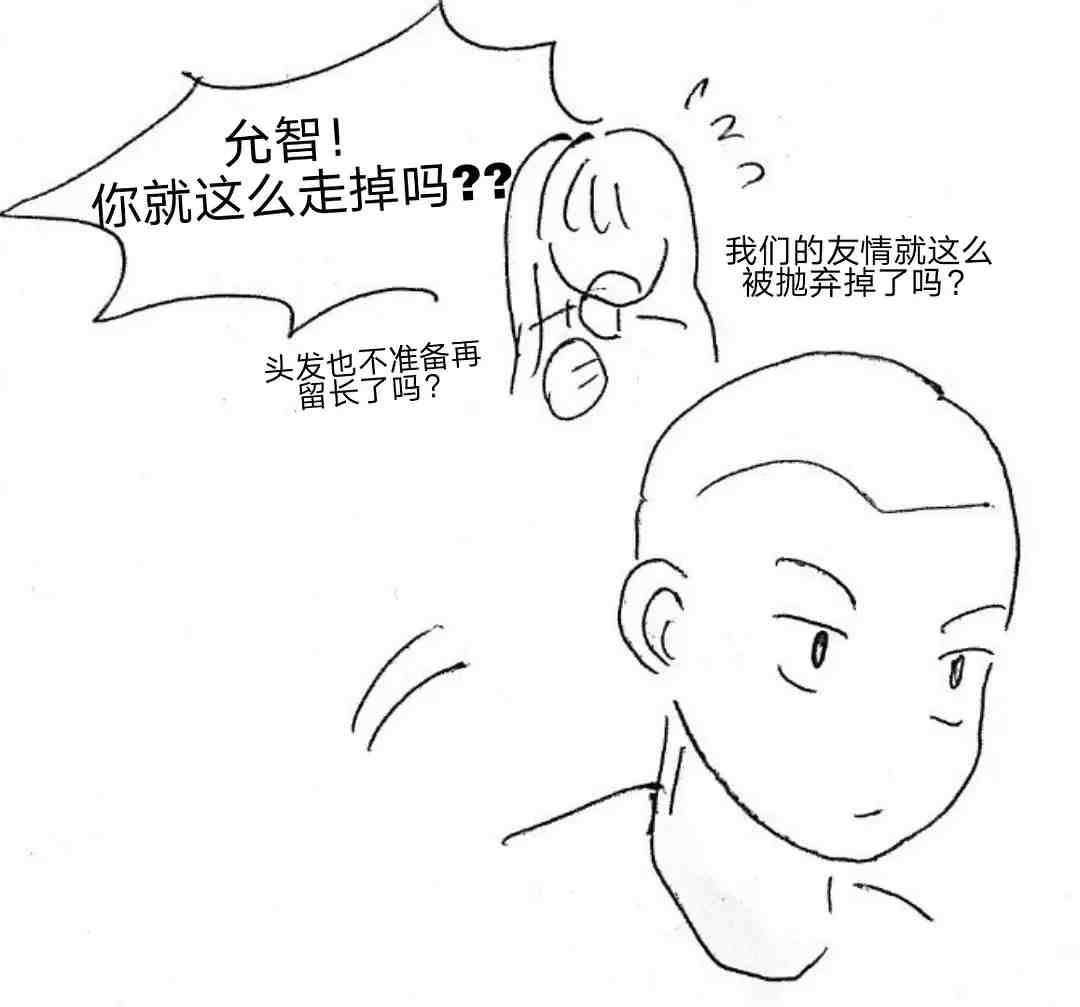 允智！
你就这么走掉吗??
我们的友情就这么
被抛弃掉了吗？
头发也不准备再
留长了吗？